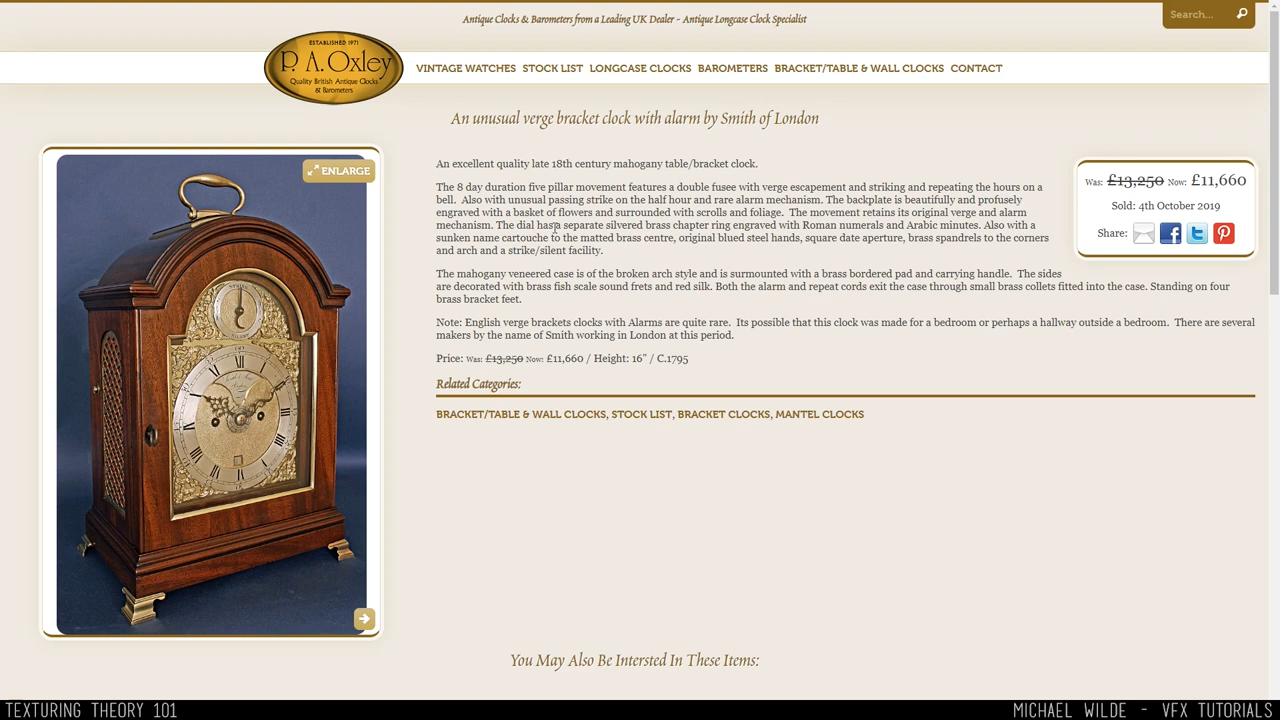 Antique Clocks & Barometers from a Leading UK Dealer - Antique Longcase Clock Specialist
Search...
ESTABLISHED 1971
P. A. Oxley
Quality British Antique Clocks
& Barometers
VINTAGE WATCHES STOCK LIST LONGCASE CLOCKS BAROMETERS BRACKET/TABLE & WALL CLOCKS CONTACT
An unusual verge bracket clock with alarm by Smith of London
ENLARGE
An excellent quality late 18th century mahogany table/bracket clock.
The 8 day duration five pillar movement features a double fusee with verge escapement and striking and repeating the hours on a
bell. Also with unusual passing strike on the half hour and rare alarm mechanism. The backplate is beautifully and profusely
engraved with a basket of flowers and surrounded with scrolls and foliage. The movement retains its original verge and alarm
mechanism. The dial has a separate silvered brass chapter ring engraved with Roman numerals and Arabic minutes. Also with a
sunken name cartouche to the matted brass centre, original blued steel hands, square date aperture, brass spandrels to the corners
and arch and a strike/silent facility.
The mahogany veneered case is of the broken arch style and is surmounted with a brass bordered pad and carrying handle. The sides
are decorated with brass fish scale sound frets and red silk. Both the alarm and repeat cords exit the case through small brass collets fitted into the case. Standing on four
brass bracket feet.
Note: English verge brackets clocks with Alarms are quite rare. Its possible that this clock was made for a bedroom or perhaps a hallway outside a bedroom. There are several
makers by the name of Smith working in London at this period.
Price: Was: £13,250 Now: £11,660 / Height: 16" / C.1795
Was: £13,250 Now: £11,660
Sold: 4th October 2019
Share:
Related Categories:
BRACKET/TABLE & WALL CLOCKS, STOCK LIST, BRACKET CLOCKS, MANTEL CLOCKS
You May Also Be Intersted In These Items:
TEXTURING THEORY 101
MICHAEL WILDE - VFX TUTORIALS